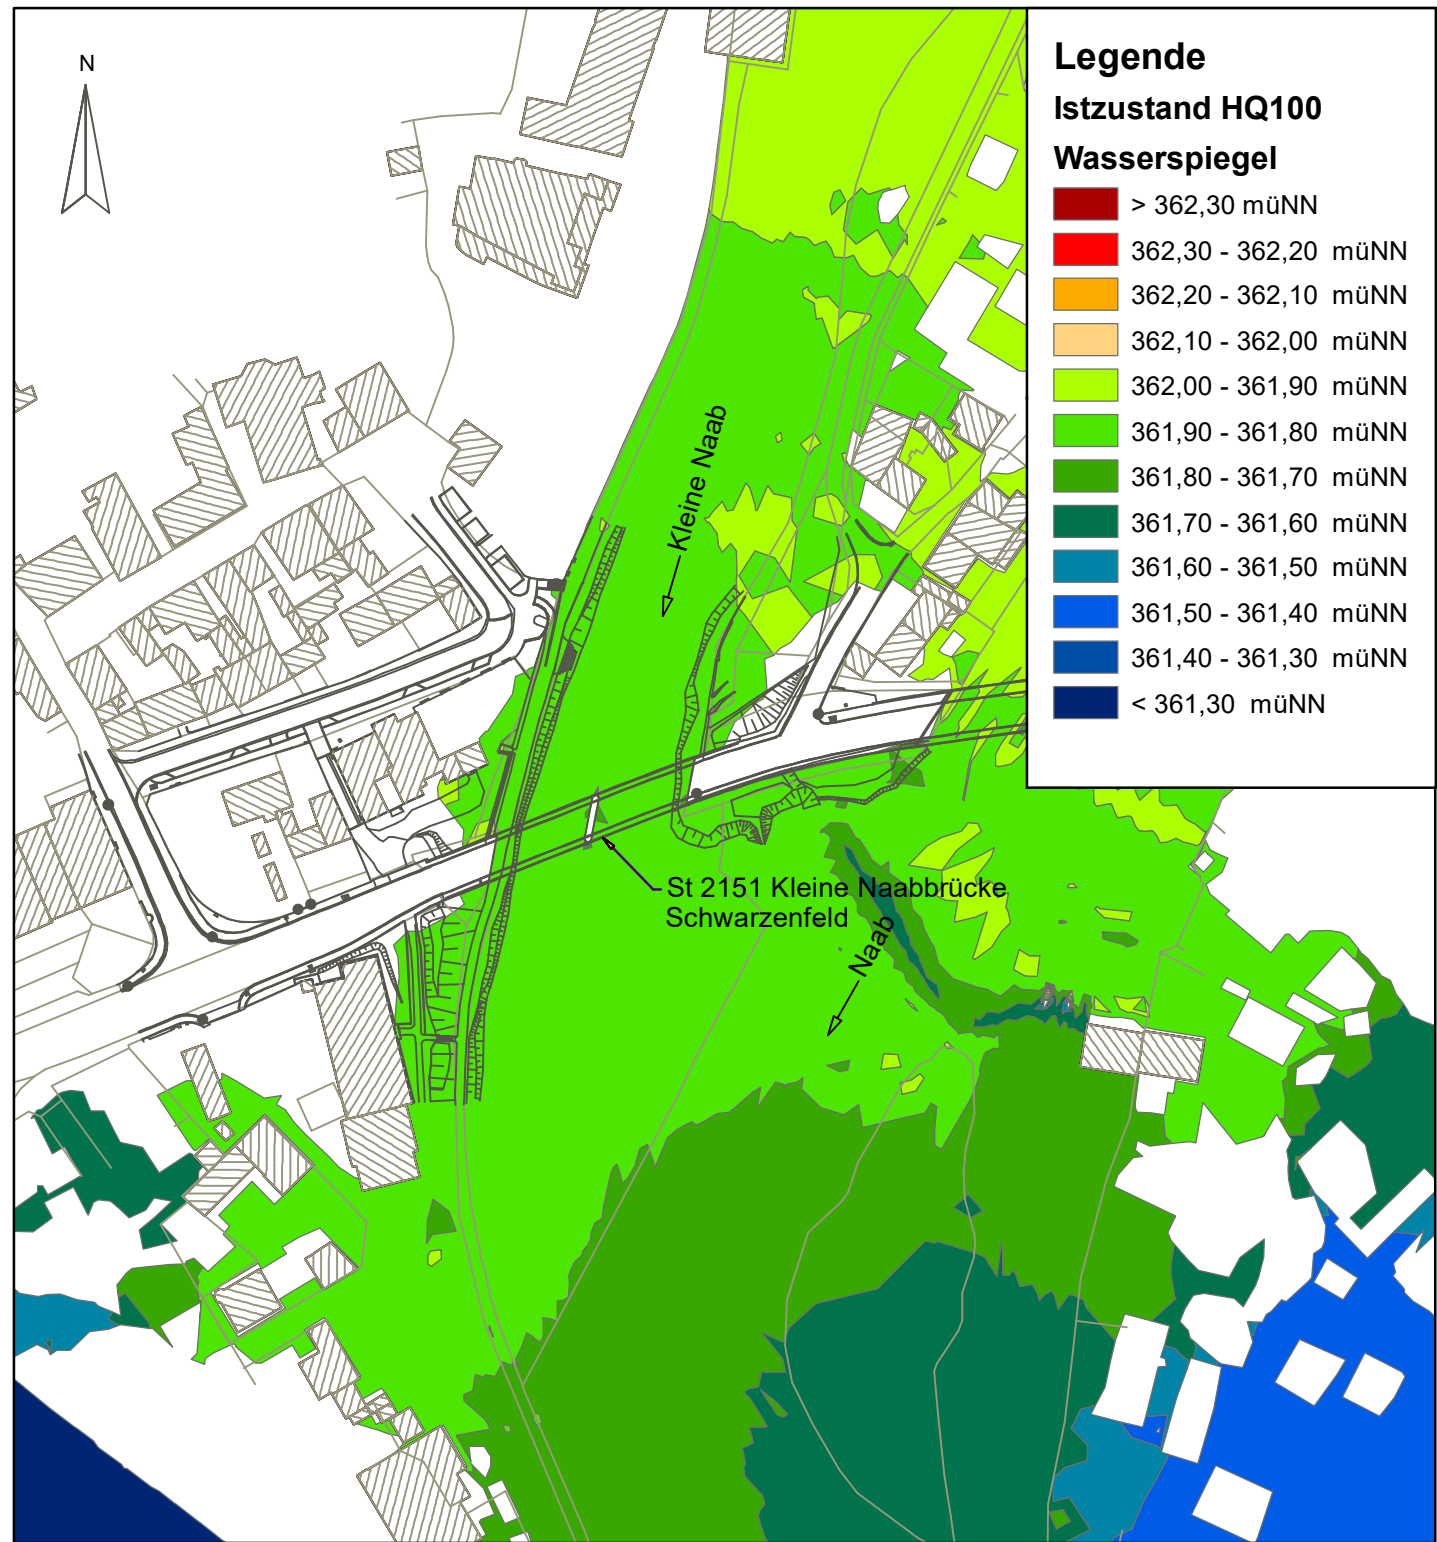 N
Legende
Istzustand HQ100
Wasserspiegel
> 362,30 müNN
362,30 - 362,20 müNN
362,20 - 362,10 müNN
362,10 - 362,00 müNN
362,00 - 361,90 müNN
361,90 - 361,80 müNN
361,80 - 361,70 müNN
361,70 - 361,60 müNN
361,60 - 361,50 müNN
361,50 - 361,40 müNN
361,40 - 361,30 müNN
< 361,30 müNN
Kleine Naab
St 2151 Kleine Naabbrücke
Schwarzenfeld
Naab